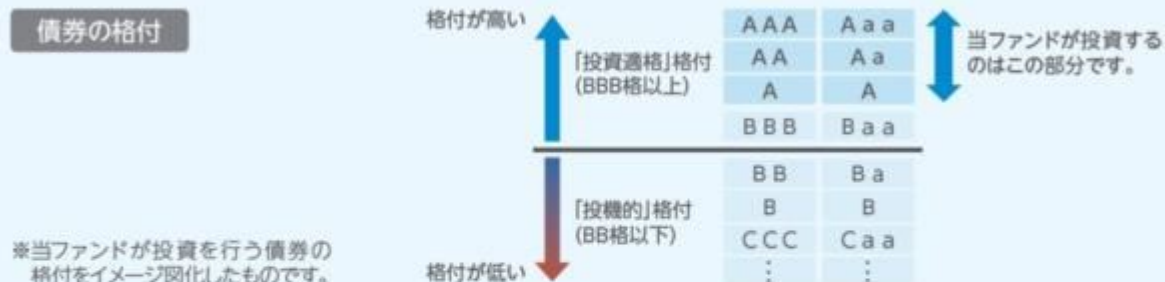 債券の格付
格付が高い
「投資適格」格付
(BBB格以上)
AAA Aaa
AA Aa
A A
BBB Baa
当ファンドが投資する
のはこの部分です。
「投機的」格付
(BB格以下)
BB Ba
B B
CCC Caa
⋮ ⋮
格付が低い
※当ファンドが投資を行う債券の
格付をイメージ図化したものです。